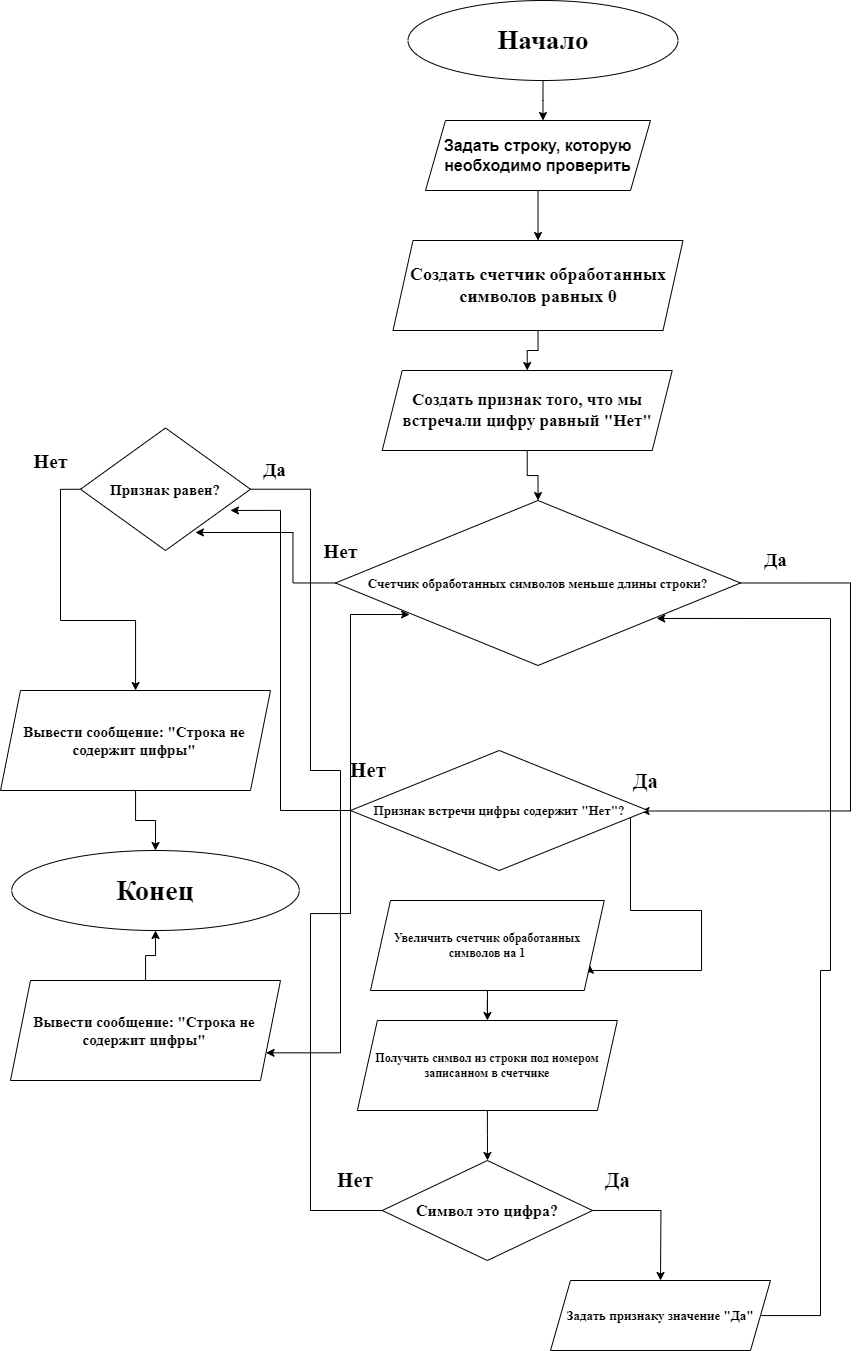 Начало
Задать строку, которую
необходимо проверить
Создать счетчик обработанных
символов равных 0
Создать признак того, что мы
встречали цифру равный "Нет"
Нет
Да
Признак равен?
Нет
Да
Счетчик обработанных символов меньше длины строки?
Вывести сообщение: "Строка не
содержит цифры"
Нет
Да
Признак встречи цифры содержит "Нет"?
Конец
Увеличить счетчик обработанных
символов на 1
Вывести сообщение: "Строка не
содержит цифры"
Получить символ из строки под номером
записанном в счетчике
Нет
Да
Символ это цифра?
Задать признаку значение "Да"